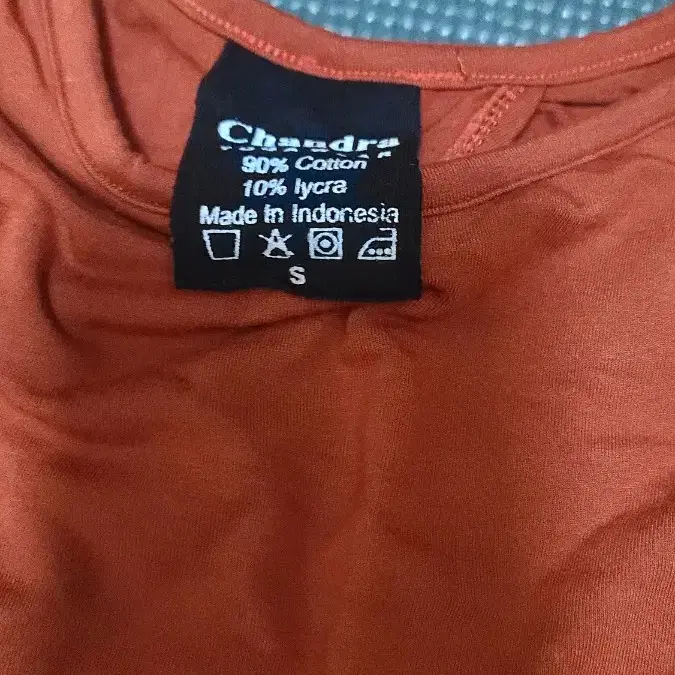 Chandra
90% Cotton
10% lycra
Made in Indonesia
S